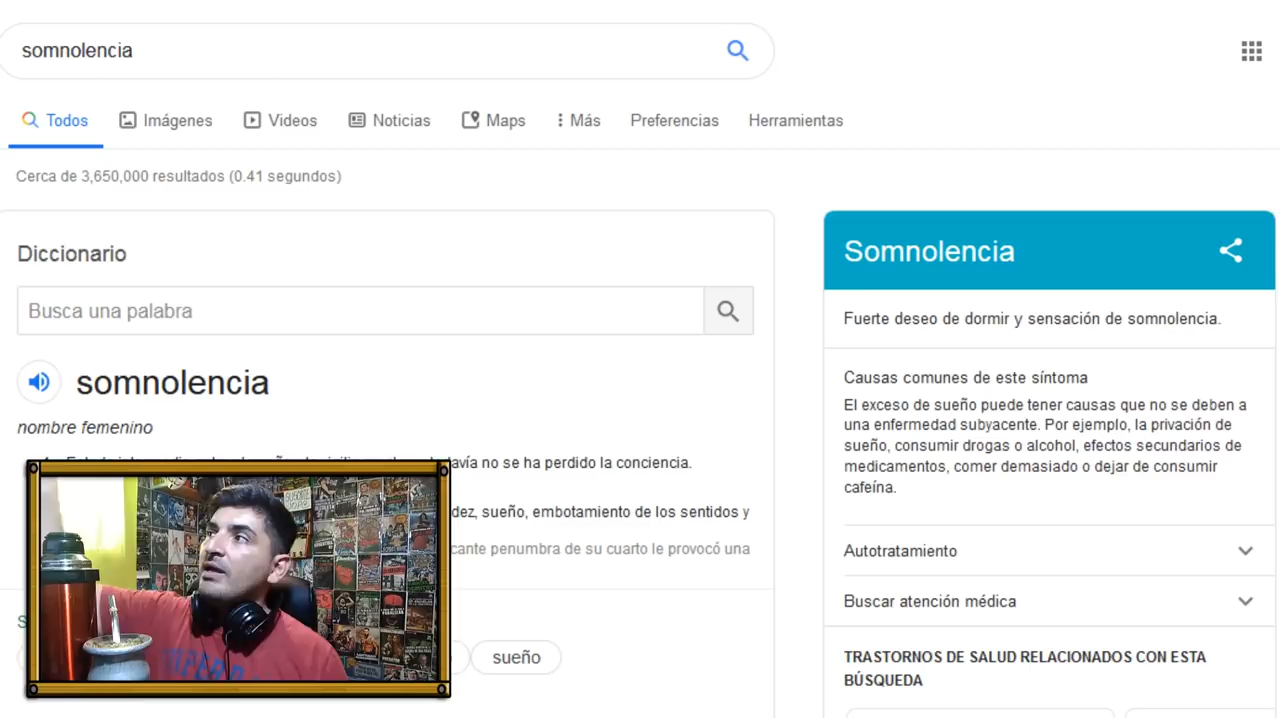 somnolencia
Todos
Imágenes
Videos
Noticias
Maps
Más
Preferencias
Herramientas
Cerca de 3,650,000 resultados (0.41 segundos)
Diccionario
Busca una palabra
somnolencia
nombre femenino
no se ha perdido la conciencia.
sueño, embotamiento de los sentidos y
penumbra de su cuarto le provocó una
sueño
Somnolencia
Fuerte deseo de dormir y sensación de somnolencia.
Causas comunes de este síntoma
El exceso de sueño puede tener causas que no se deben a
una enfermedad subyacente. Por ejemplo, la privación de
sueño, consumir drogas o alcohol, efectos secundarios de
medicamentos, comer demasiado o dejar de consumir
cafeína.
Autotratamiento
Buscar atención médica
TRASTORNOS DE SALUD RELACIONADOS CON ESTA
BÚSQUEDA